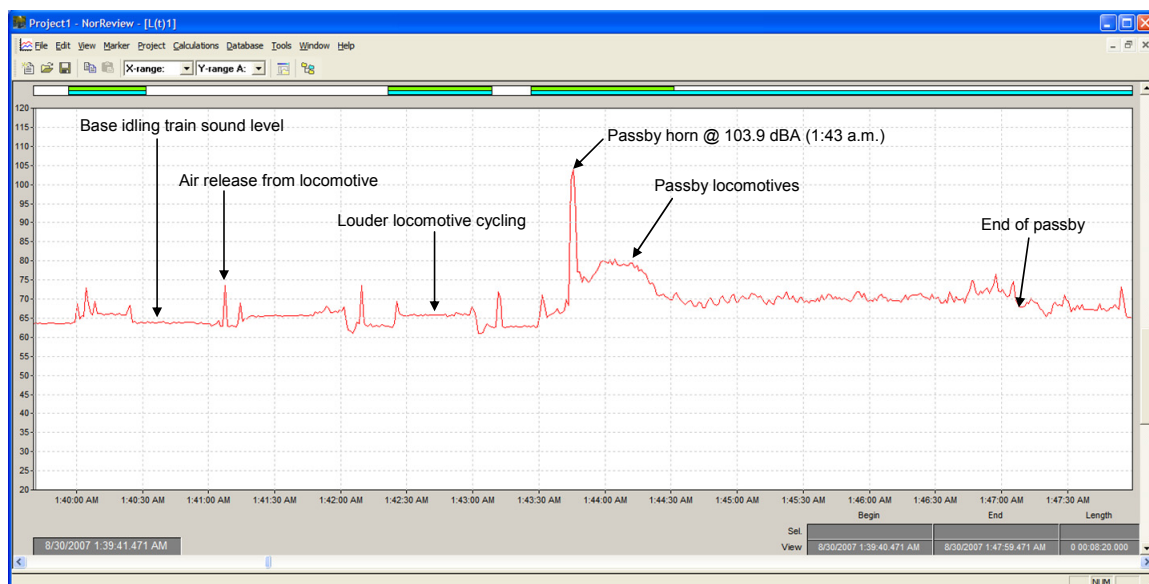 Project1 - NorReview - [L(t)1]
File Edit View Marker Project Calculations Database Tools Window Help
X-range: Y-range A:
120
115
110
105
100
95
90
85
80
75
70
65
60
55
50
45
40
35
30
25
20
Base idling train sound level
Air release from locomotive
Louder locomotive cycling
Passby horn @ 103.9 dBA (1:43 a.m.)
Passby locomotives
End of passby
1:40:00 AM 1:40:30 AM 1:41:00 AM 1:41:30 AM 1:42:00 AM 1:42:30 AM 1:43:00 AM 1:43:30 AM 1:44:00 AM 1:44:30 AM 1:45:00 AM 1:45:30 AM 1:46:00 AM 1:46:30 AM 1:47:00 AM 1:47:30 AM
Begin End Length
Sel.
View 8/30/2007 1:39:40.471 AM 8/30/2007 1:47:59.471 AM 0 00:08:20.000
8/30/2007 1:39:41.471 AM
NUM